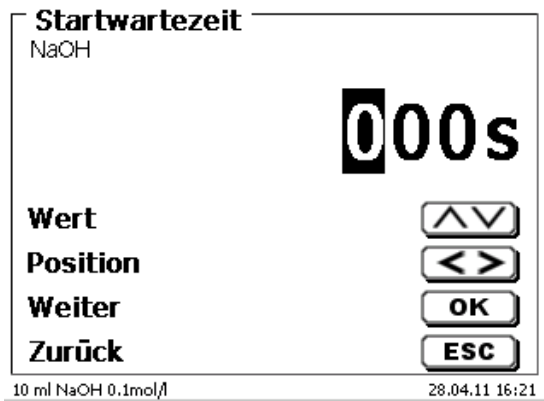 Startwartezeit
NaOH
000s
Wert
Position
Weiter OK
Zurück ESC
10 ml NaOH 0.1mol/l 28.04.11 16:21